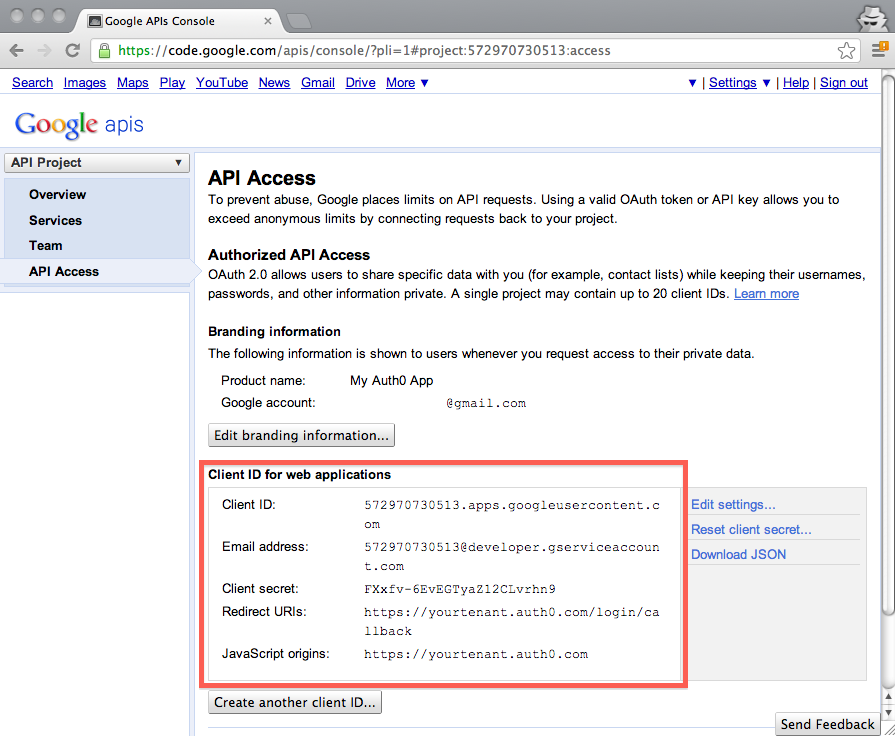 Google APIs Console
https://code.google.com/apis/console/?pli=1#project:572970730513:access
Search Images Maps Play YouTube News Gmail Drive More ▼ ▼ | Settings ▼ | Help | Sign out
Google apis
API Project ▼
Overview
Services
Team
API Access
API Access
To prevent abuse, Google places limits on API requests. Using a valid OAuth token or API key allows you to
exceed anonymous limits by connecting requests back to your project.
Authorized API Access
OAuth 2.0 allows users to share specific data with you (for example, contact lists) while keeping their usernames,
passwords, and other information private. A single project may contain up to 20 client IDs. Learn more
Branding information
The following information is shown to users whenever you request access to their private data.
Product name: My Auth0 App
Google account: @gmail.com
Edit branding information...
Client ID for web applications
Client ID: 572970730513.apps.googleusercontent.c
om
Email address: 572970730513@developer.gserviceaccoun
t.com
Client secret: FXxfv-6EvEGTyaZ12CLvrhn9
Redirect URIs: https://yourtenant.auth0.com/login/ca
llback
JavaScript origins: https://yourtenant.auth0.com
Edit settings...
Reset client secret...
Download JSON
Create another client ID...
Send Feedback